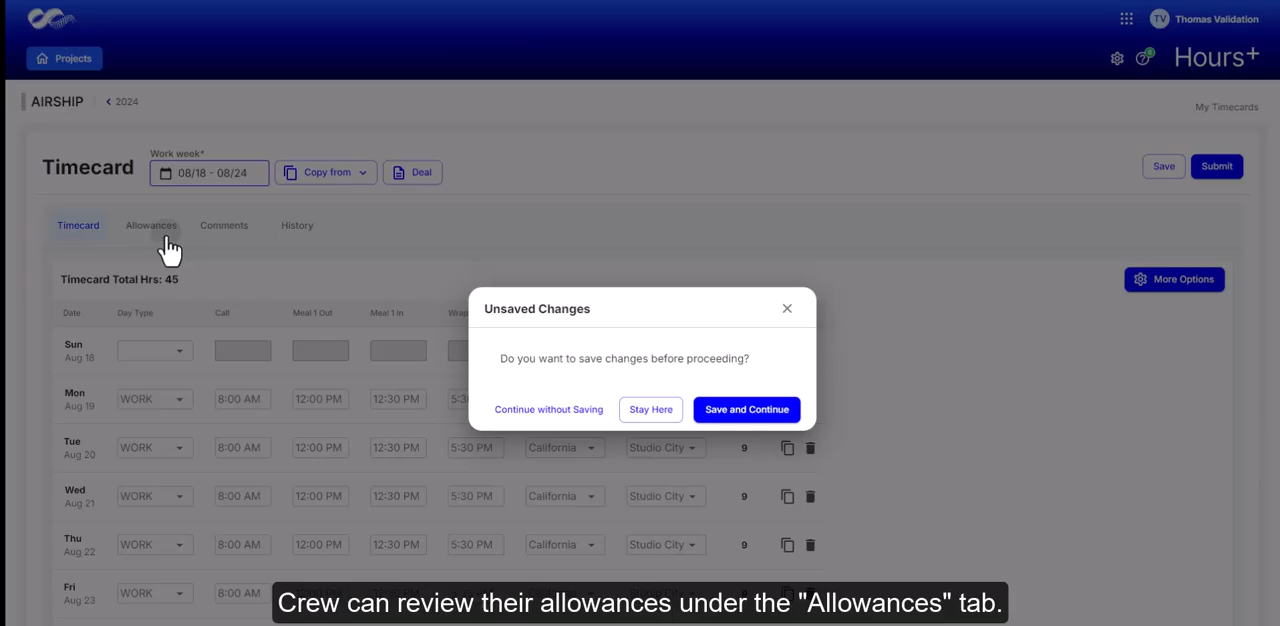 TV Thomas Validation
Projects
Hours+
AIRSHIP 2024
My Timecards
Work week*
Timecard 08/18 - 08/24 Copy from Deal Save Submit
Timecard Allowances Comments History
Timecard Total Hrs: 45 More Options
Unsaved Changes
Do you want to save changes before proceeding?
Continue without Saving Stay Here Save and Continue
Date Day Type Call Meal 1 Out Meal 1 In Wrap
Sun
Aug 18
Mon WORK 8:00 AM 12:00 PM 12:30 PM
Aug 19
Tue WORK 8:00 AM 12:00 PM 12:30 PM 5:30 PM California Studio City 9
Aug 20
Wed WORK 8:00 AM 12:00 PM 12:30 PM 5:30 PM California Studio City 9
Aug 21
Thu WORK 8:00 AM 12:00 PM 12:30 PM 5:30 PM California Studio City 9
Aug 22
Fri WORK 8:00 AM
Aug 23
Crew can review their allowances under the "Allowances" tab.